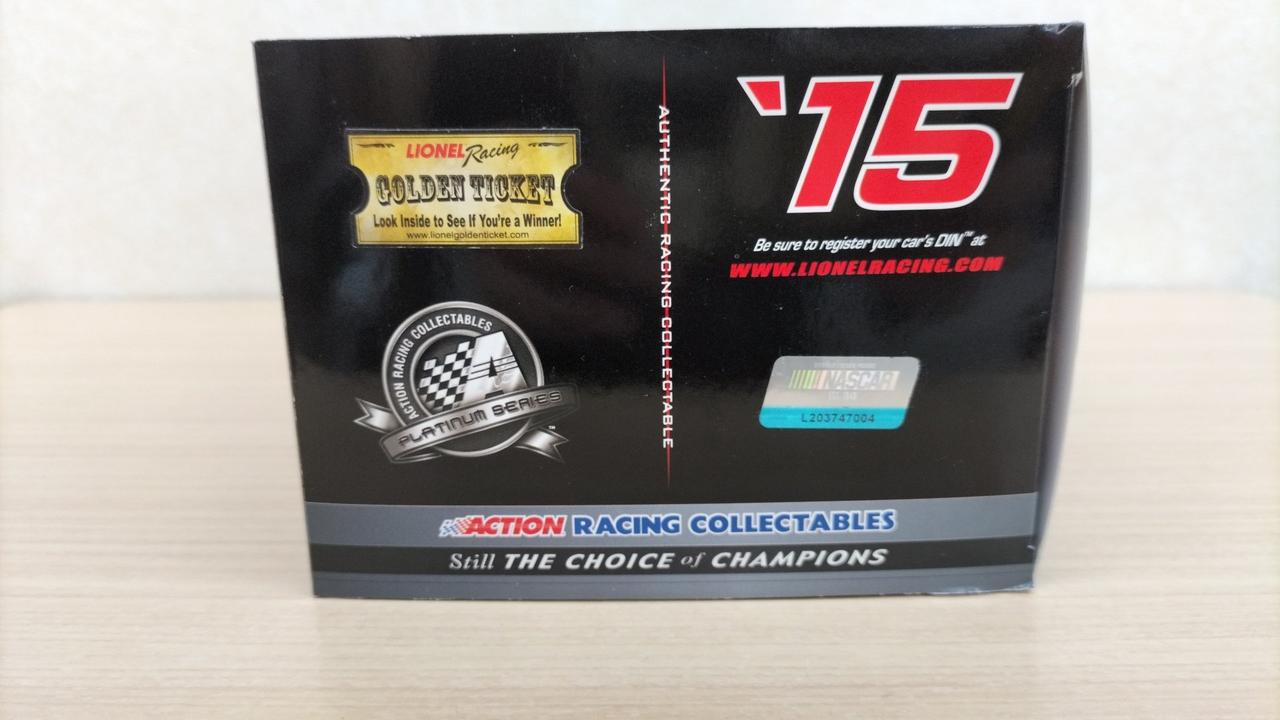 LIONEL Racing
GOLDEN TICKET
Look Inside to See If You're a Winner!
www.lionelgoldenticket.com
ACTION RACING COLLECTABLES
A
PLATINUM SERIES™
AUTHENTIC RACING COLLECTABLE
'15
Be sure to register your car's DIN™ at
WWW.LIONELRACING.COM
NASCAR
L203747004
ACTION RACING COLLECTABLES
Still THE CHOICE of CHAMPIONS